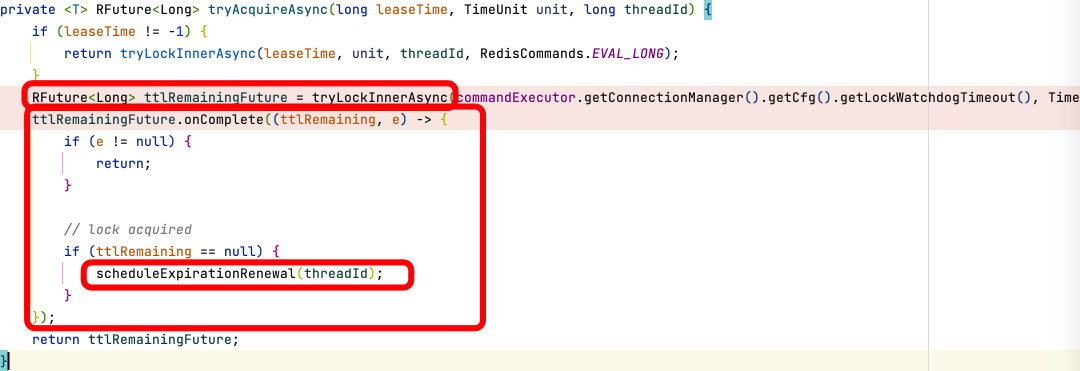 private <T> RFuture<Long> tryAcquireAsync(long leaseTime, TimeUnit unit, long threadId) {
if (leaseTime != -1) {
return tryLockInnerAsync(leaseTime, unit, threadId, RedisCommands.EVAL_LONG);
}
RFuture<Long> ttlRemainingFuture = tryLockInnerAsync(commandExecutor.getConnectionManager().getCfg().getLockWatchdogTimeout(), Time
ttlRemainingFuture.onComplete((ttlRemaining, e) -> {
if (e != null) {
return;
}
// lock acquired
if (ttlRemaining == null) {
scheduleExpirationRenewal(threadId);
}
});
return ttlRemainingFuture;
}